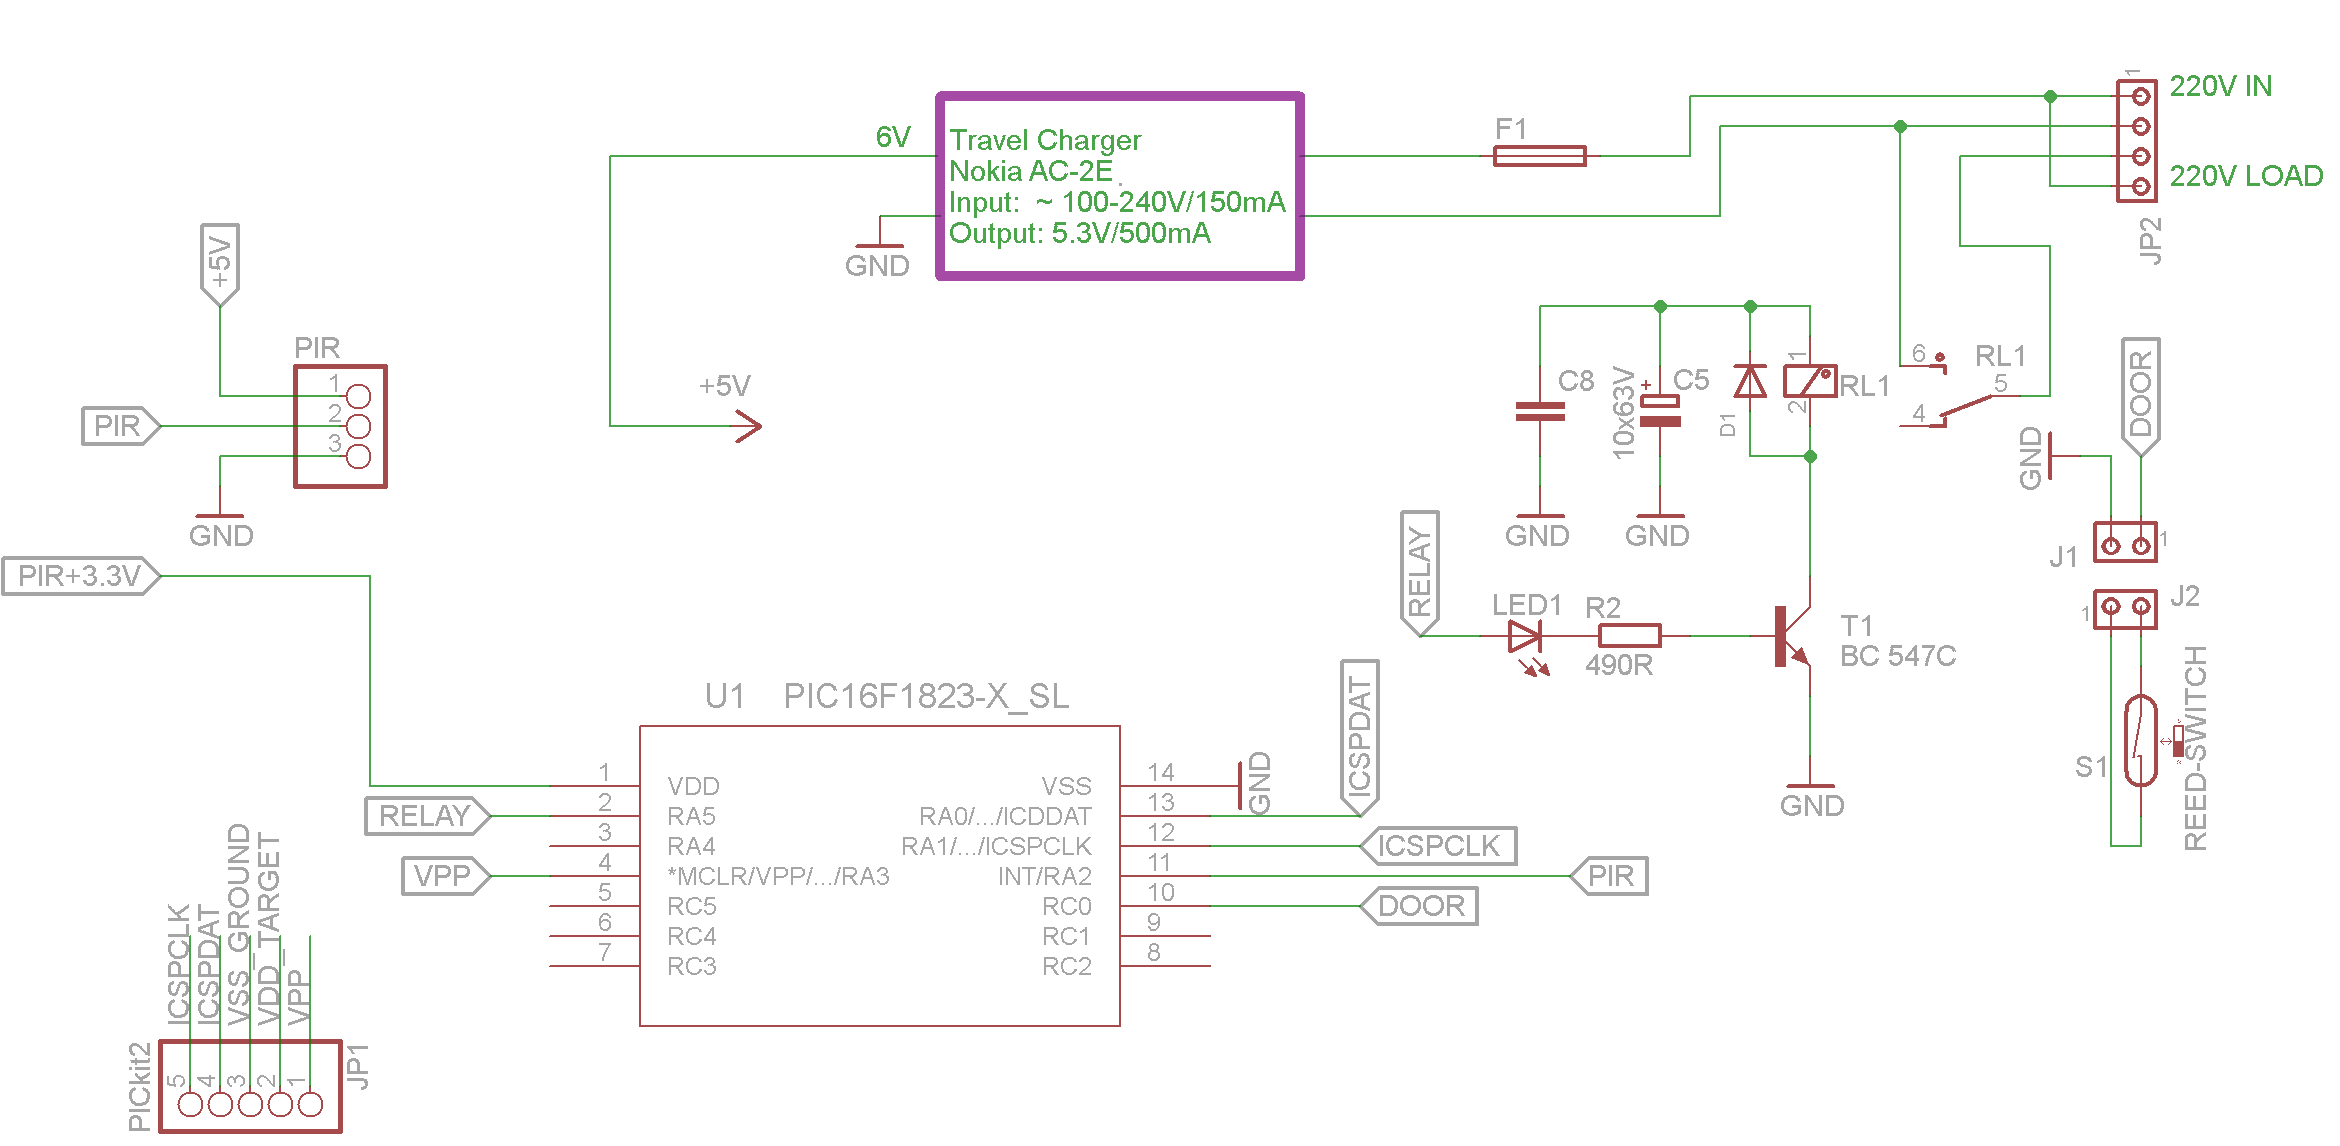 220V IN
220V LOAD
1
JP2
F1
6V
Travel Charger
Nokia AC-2E
Input: ~ 100-240V/150mA
Output: 5.3V/500mA
GND
+5V
+5V
PIR
1
2
3
PIR
GND
PIR+3.3V
C8
GND
10x63V
+
C5
GND
D1
1
2
RL1
6
4
5
RL1
DOOR
GND
J1
1
J2
1
S1
REED-SWITCH
RELAY
LED1
R2
490R
T1
BC 547C
GND
U1 PIC16F1823-X_SL
1 VDD
2 RA5
3 RA4
4 *MCLR/VPP/.../RA3
5 RC5
6 RC4
7 RC3
VSS 14
RA0/.../ICDDAT 13
RA1/.../ICSPCLK 12
INT/RA2 11
RC0 10
RC1 9
RC2 8
RELAY
VPP
GND
ICSPDAT
ICSPCLK
PIR
DOOR
ICSPCLK
ICSPDAT
VSS_GROUND
VDD_TARGET
VPP
PICkit2
5
4
3
2
1
JP1